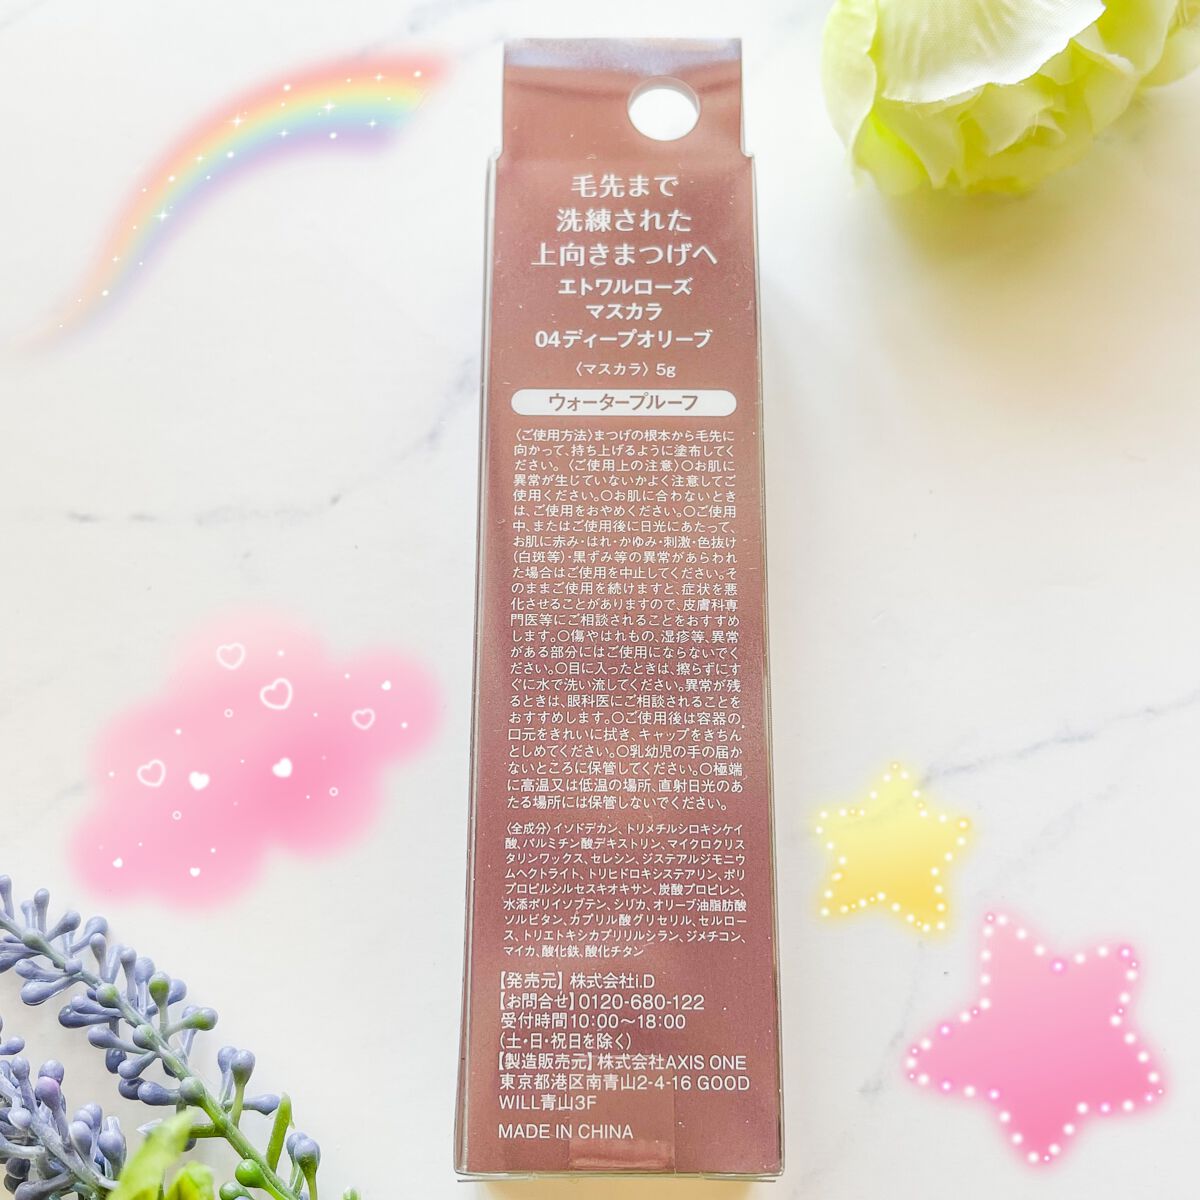 毛先まで
洗練された
上向きまつげへ
エトワルローズ
マスカラ
04ディープオリーブ
〈マスカラ〉5g
ウォータープルーフ
〈ご使用方法〉まつげの根本から毛先に
向かって、持ち上げるように塗布してく
ださい。〈ご使用上の注意〉○お肌に
異常が生じていないかよく注意してご
使用ください。○お肌に合わないとき
は、ご使用をおやめください。○ご使用
中、またはご使用後に日光にあたって、
お肌に赤み・はれ・かゆみ・刺激・色抜け
(白斑等)・黒ずみ等の異常があらわれ
た場合はご使用を中止してください。そ
のままご使用を続けますと、症状を悪
化させることがありますので、皮膚科専
門医等にご相談されることをおすすめ
します。○傷やはれもの、湿疹等、異常
がある部分にはご使用にならないでく
ださい。○目に入ったときは、擦らずにす
ぐに水で洗い流してください。異常が残
るときは、眼科医にご相談されることを
おすすめします。○ご使用後は容器の
口元をきれいに拭き、キャップをきちん
としめてください。○乳幼児の手の届か
ないところに保管してください。○極端
に高温又は低温の場所、直射日光のあ
たる場所には保管しないでください。
〈全成分〉イソドデカン、トリメチルシロキシケイ
酸、パルミチン酸デキストリン、マイクロクリス
タリンワックス、セレシン、ジステアルジモニウ
ムヘクトライト、トリヒドロキシステアリン、ポリ
プロピルシルセスキオキサン、炭酸プロピレン、
水添ポリイソブテン、シリカ、オリーブ油脂肪酸
ソルビタン、カプリル酸グリセリル、セルロー
ス、トリエトキシカプリリルシラン、ジメチコン、
マイカ、酸化鉄、酸化チタン
【発売元】株式会社i.D
【お問合せ】0120-680-122
受付時間10:00～18:00
(土・日・祝日を除く)
【製造販売元】株式会社AXIS ONE
東京都港区南青山2-4-16 GOOD
WILL青山3F
MADE IN CHINA